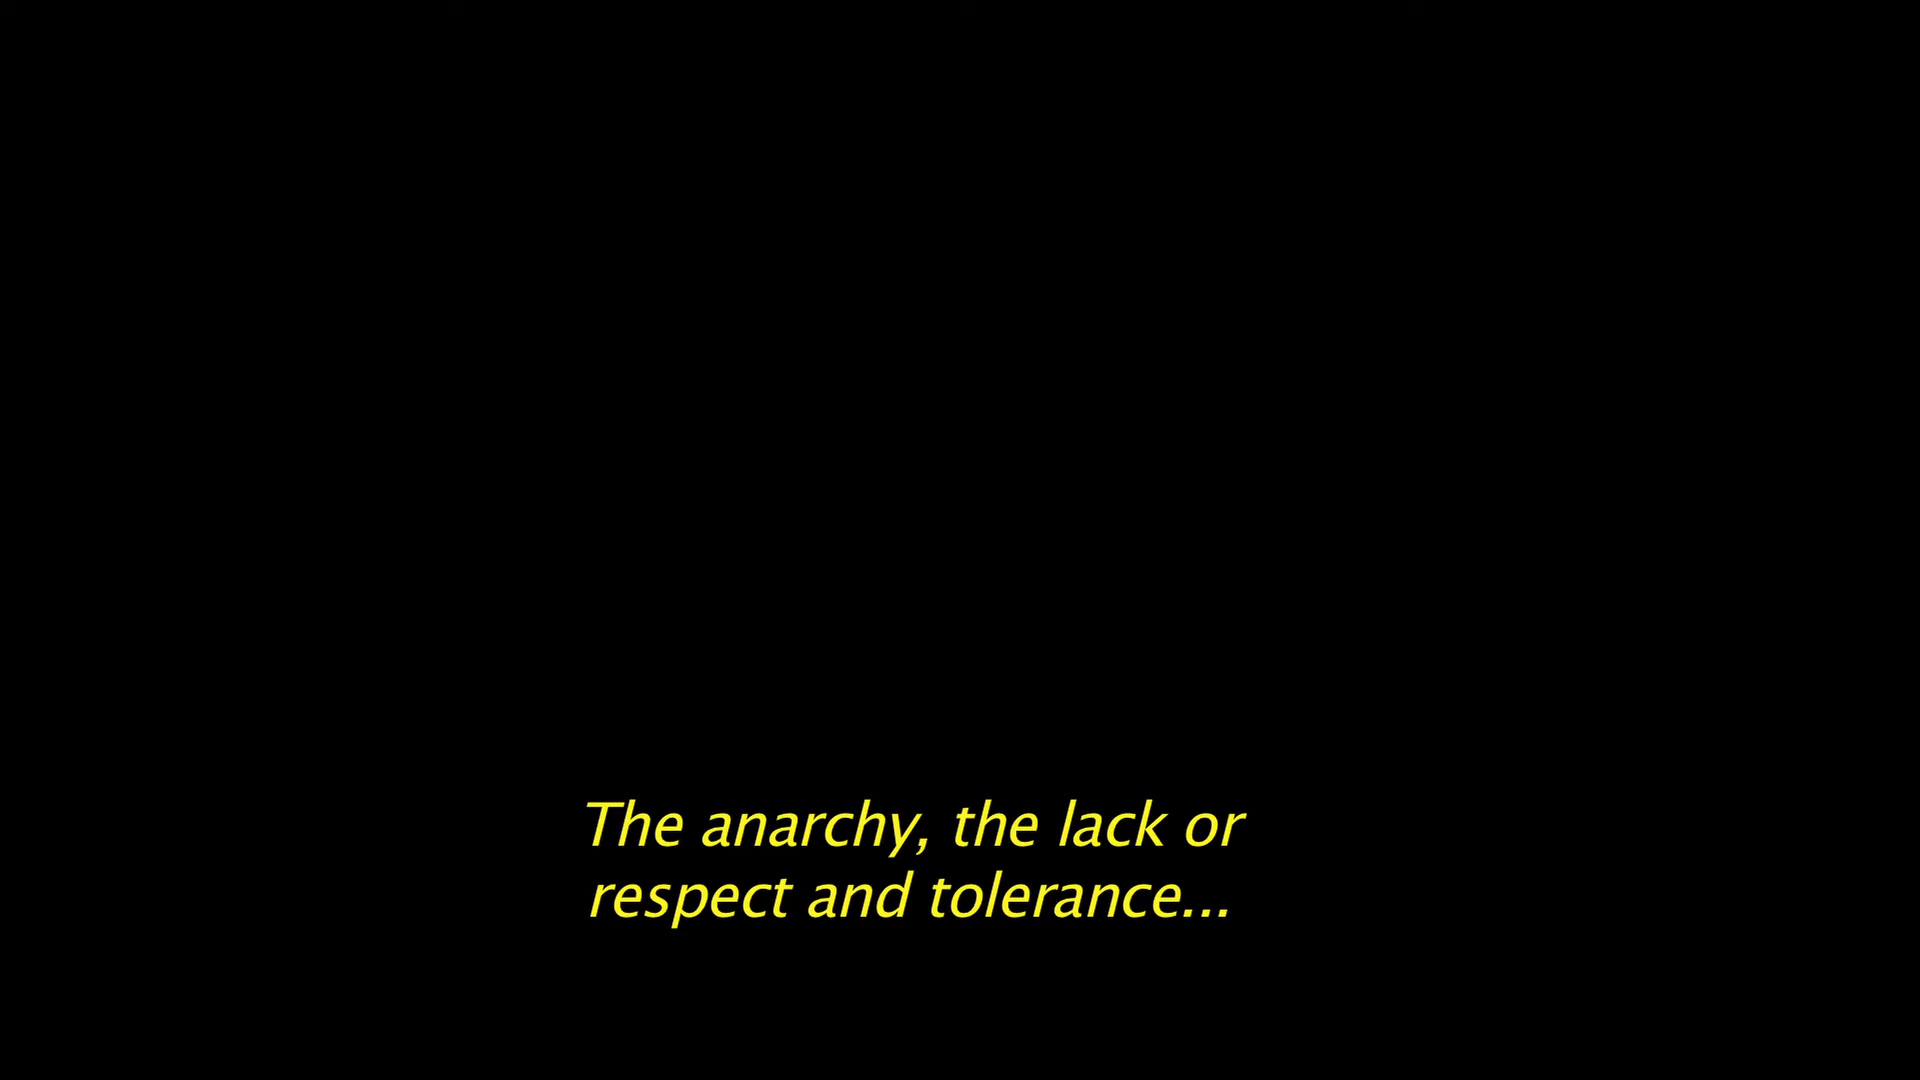 The anarchy, the lack or
respect and tolerance...